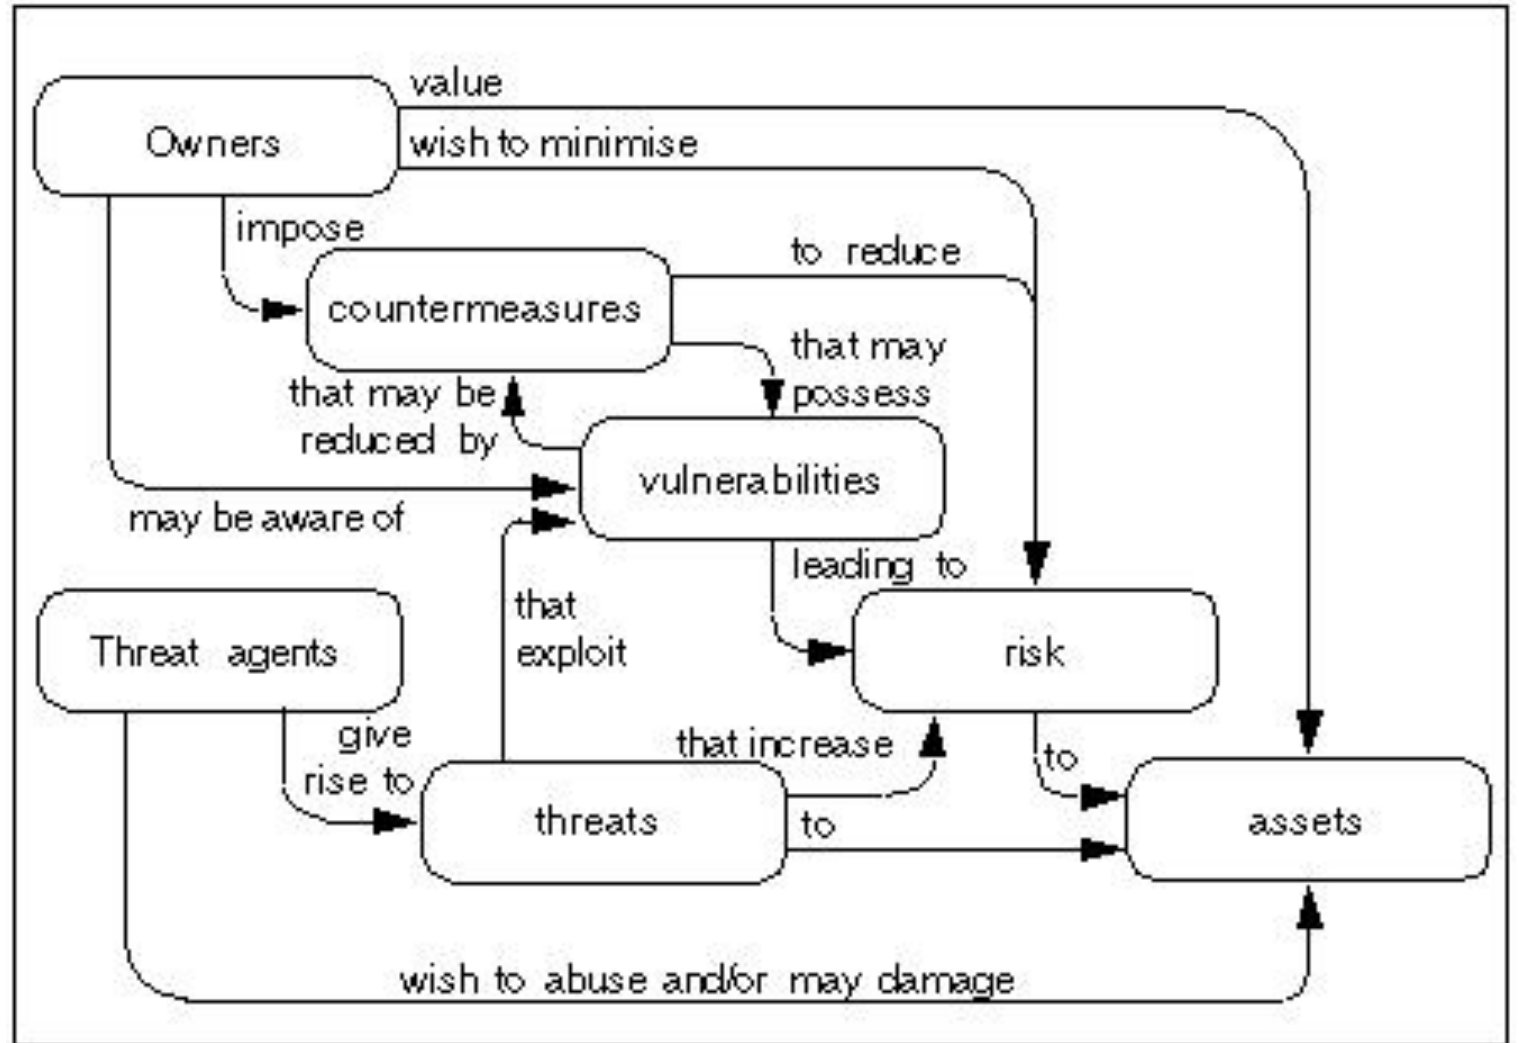 value
Owners
wish to minimise
impose
to reduce
countermeasures
that may
possess
that may be
reduced by
vulnerabilities
may be aware of
leading to
that
exploit
Threat agents
risk
give
rise to
that increase
to
threats
to
assets
wish to abuse and/or may damage